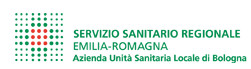 SERVIZIO SANITARIO REGIONALE
EMILIA-ROMAGNA
Azienda Unità Sanitaria Locale di Bologna